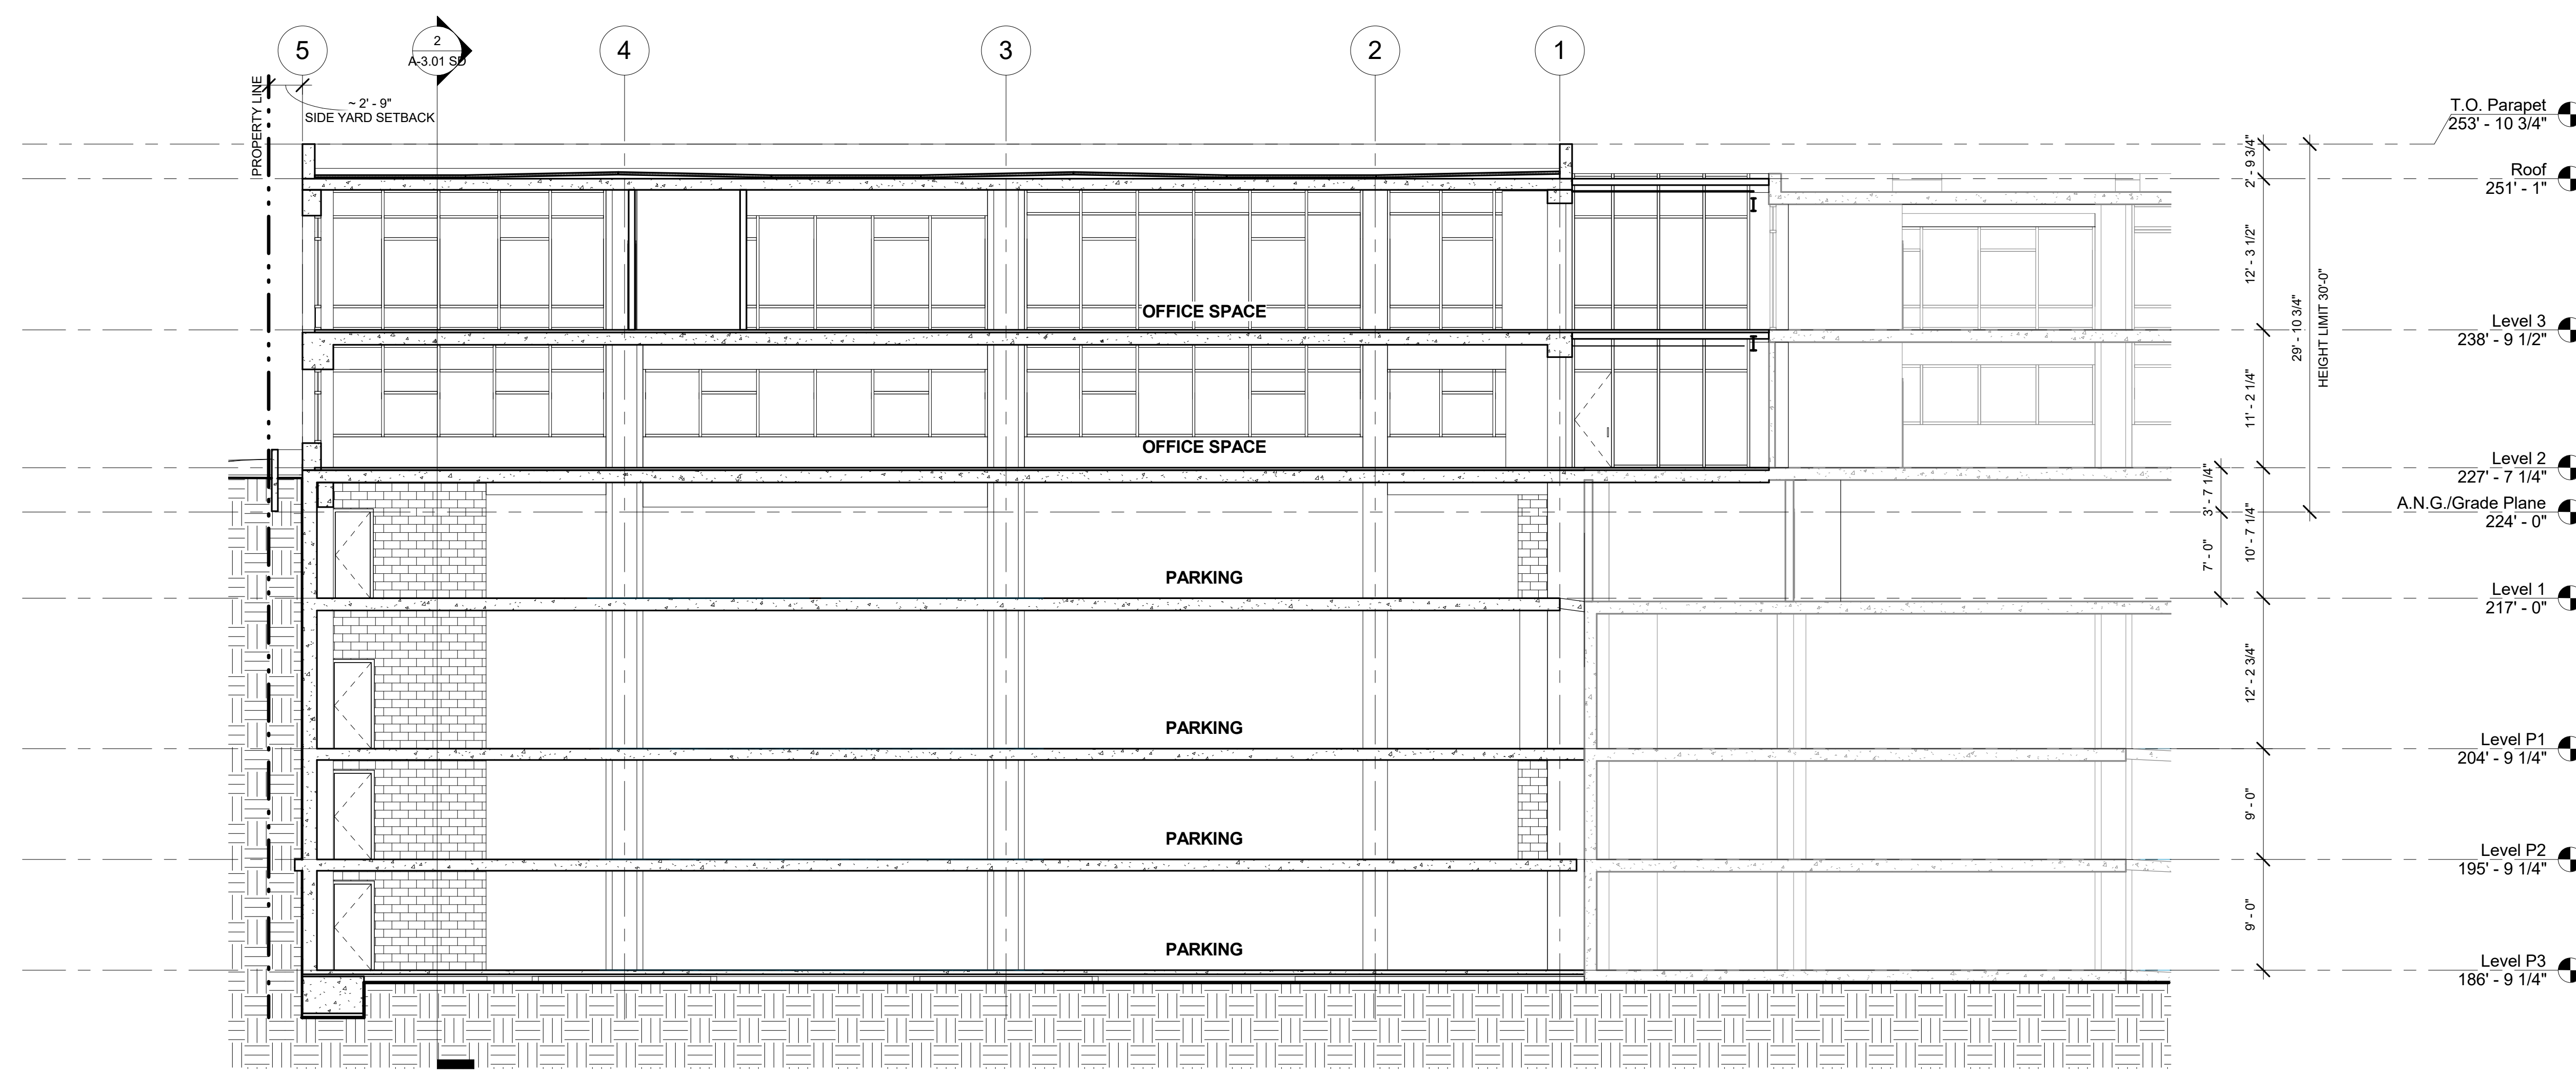 5
2
A-3.01 SD
4
3
2
1
PROPERTY LINE
~ 2' - 9"
SIDE YARD SETBACK
T.O. Parapet
253' - 10 3/4"
2' - 9 3/4"
Roof
251' - 1"
12' - 3 1/2"
OFFICE SPACE
29' - 10 3/4"
HEIGHT LIMIT 30'-0"
Level 3
238' - 9 1/2"
11' - 2 1/4"
OFFICE SPACE
Level 2
227' - 7 1/4"
3' - 7 1/4"
A.N.G./Grade Plane
224' - 0"
7' - 0"
10' - 7 1/4"
PARKING
Level 1
217' - 0"
12' - 2 3/4"
PARKING
Level P1
204' - 9 1/4"
9' - 0"
PARKING
Level P2
195' - 9 1/4"
9' - 0"
PARKING
Level P3
186' - 9 1/4"